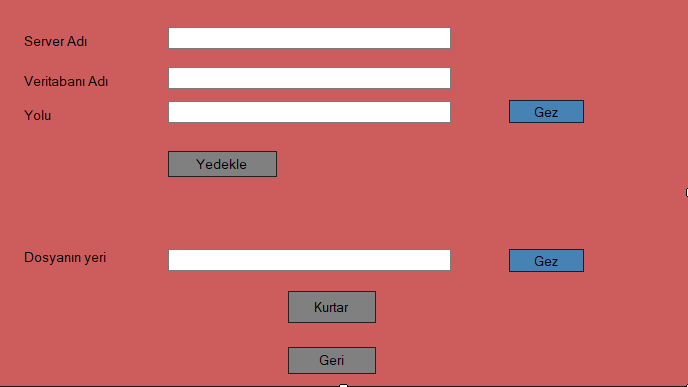 Server Adı
Veritabanı Adı
Yolu
Gez
Yedekle
Dosyanın yeri
Gez
Kurtar
Geri